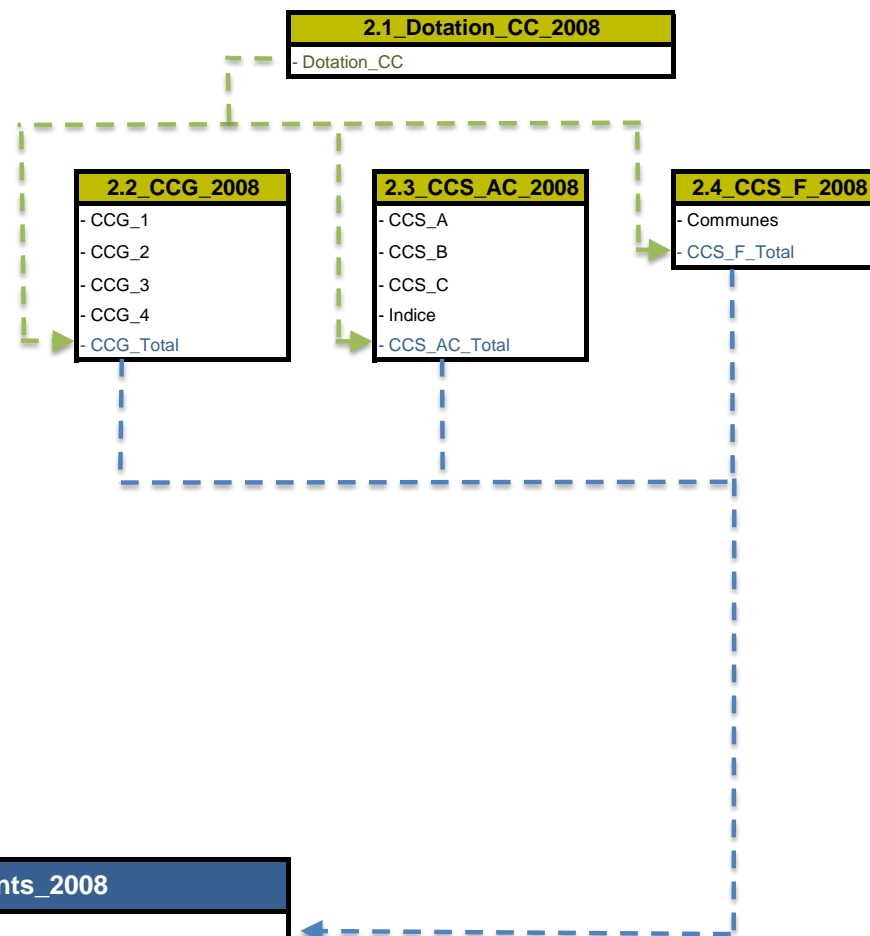 2.1_Dotation_CC_2008
- Dotation_CC
2.2_CCG_2008
- CCG_1
- CCG_2
- CCG_3
- CCG_4
- CCG_Total
2.3_CCS_AC_2008
- CCS_A
- CCS_B
- CCS_C
- Indice
- CCS_AC_Total
2.4_CCS_F_2008
- Communes
- CCS_F_Total
nts_2008